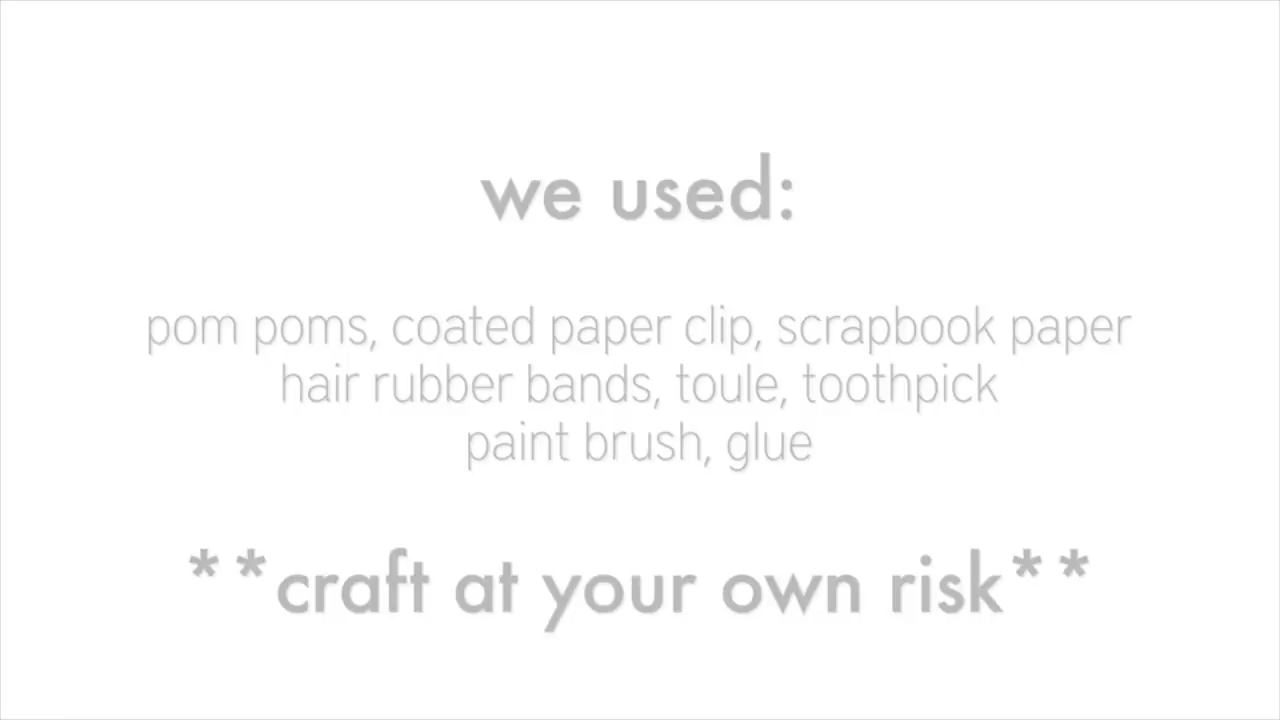 we used:
pom poms, coated paper clip, scrapbook paper
hair rubber bands, toule, toothpick
paint brush, glue
**craft at your own risk**